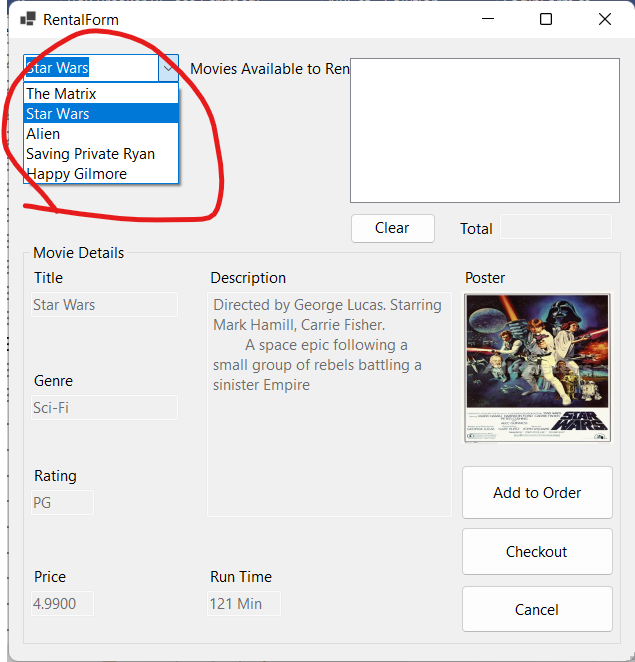 RentalForm
Star Wars
Movies Available to Ren
The Matrix
Star Wars
Alien
Saving Private Ryan
Happy Gilmore
Clear
Total
Movie Details
Title
Description
Poster
Star Wars
Directed by George Lucas. Starring
Mark Hamill, Carrie Fisher.
A space epic following a
small group of rebels battling a
sinister Empire
STAR
WARS
Genre
Sci-Fi
Rating
PG
Add to Order
Checkout
Price
Run Time
4.9900
121 Min
Cancel